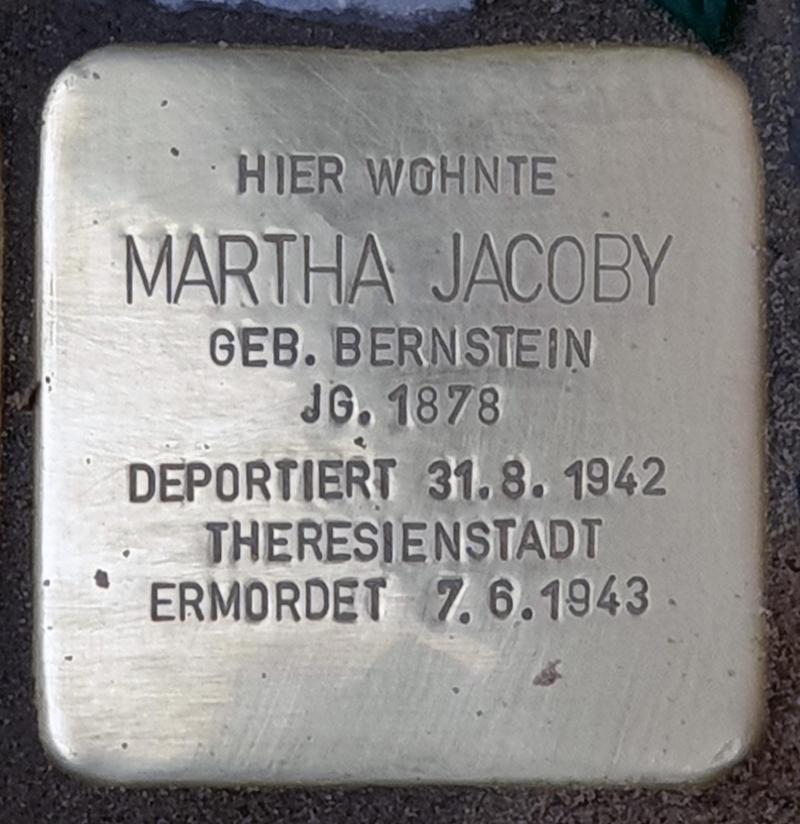 HIER WOHNTE
MARTHA JACOBY
GEB. BERNSTEIN
JG. 1878
DEPORTIERT 31.8.1942
THERESIENSTADT
ERMORDET 7.6.1943